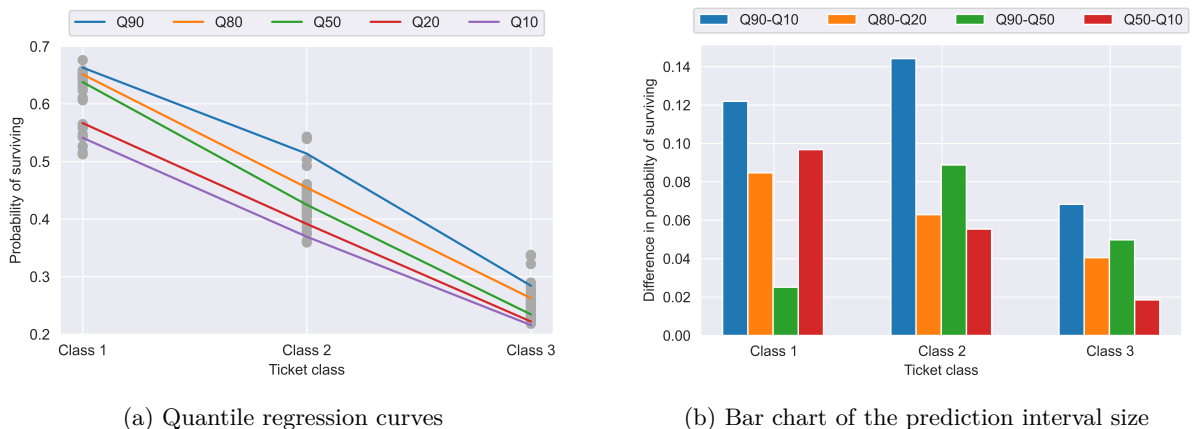 Q90 Q80 Q50 Q20 Q10
0.7
0.6
0.5
0.4
0.3
0.2
Probability of surviving
Class 1 Class 2 Class 3
Ticket class
(a) Quantile regression curves
Q90-Q10 Q80-Q20 Q90-Q50 Q50-Q10
0.14
0.12
0.10
0.08
0.06
0.04
0.02
0.00
Difference in probabiity of surviving
Class 1 Class 2 Class 3
Ticket class
(b) Bar chart of the prediction interval size